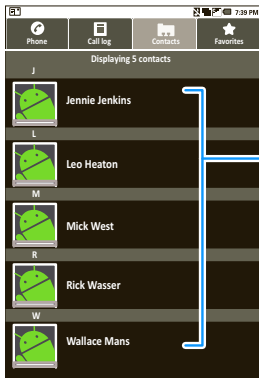 7:39 PM
Phone Call log Contacts Favorites
Displaying 5 contacts
J
Jennie Jenkins
L
Leo Heaton
M
Mick West
R
Rick Wasser
W
Wallace Mans